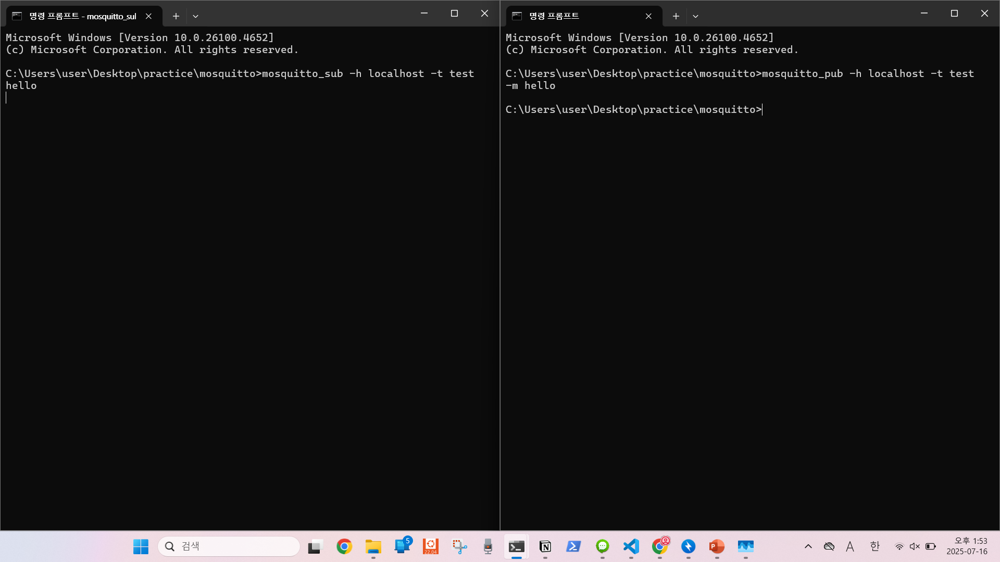 명령 프롬프트 - mosquitto_sul
Microsoft Windows [Version 10.0.26100.4652]
(c) Microsoft Corporation. All rights reserved.
C:\Users\user\Desktop\practice\mosquitto>mosquitto_sub -h localhost -t test
hello
명령 프롬프트
Microsoft Windows [Version 10.0.26100.4652]
(c) Microsoft Corporation. All rights reserved.
C:\Users\user\Desktop\practice\mosquitto>mosquitto_pub -h localhost -t test
-m hello
C:\Users\user\Desktop\practice\mosquitto>
검색
5
22.04
N
P
A
한
오후 1:53
2025-07-16